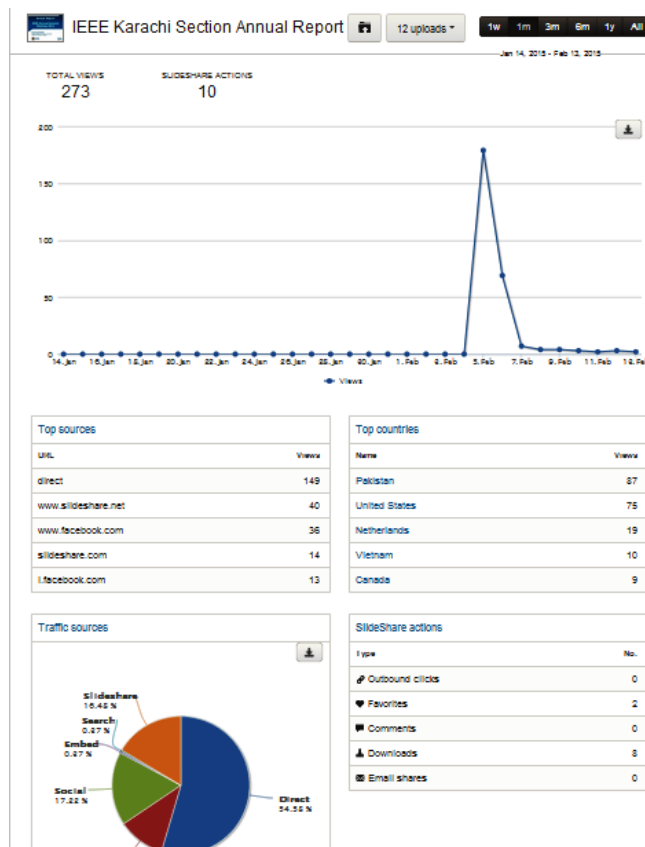 IEEE Karachi Section Annual Report
12 uploads
1w 1m 3m 6m 1y All
Jan 14, 2015 - Feb 13, 2015
TOTAL VIEWS SLIDESHARE ACTIONS
273 10
200
150
100
50
0
14. Jan 16. Jan 18. Jan 20. Jan 22. Jan 24. Jan 26. Jan 28. Jan 30. Jan 1. Feb 3. Feb 5. Feb 7. Feb 9. Feb 11. Feb
Views
Top sources
URL Views
direct 149
www.slideshare.net 40
www.facebook.com 36
slideshare.com 14
l.facebook.com 13
Top countries
Name Views
Pakistan 87
United States 75
Netherlands 19
Vietnam 10
Canada 9
Traffic sources
Slideshare
16.48 %
Search
0.37 %
Embed
0.37 %
Social
17.22 %
Direct
54.58 %
SlideShare actions
Type No.
Outbound clicks 0
Favorites 2
Comments 0
Downloads 8
Email shares 0